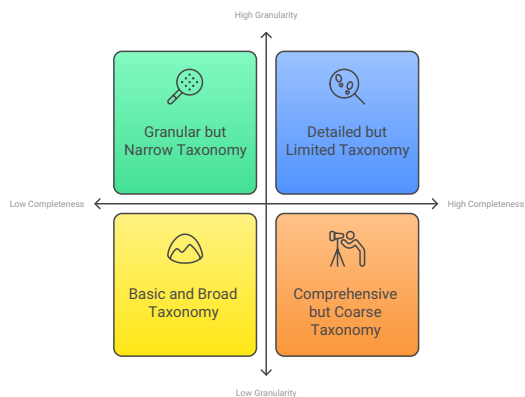 High Granularity
Granular but
Narrow Taxonomy
Detailed but
Limited Taxonomy
Low Completeness
High Completeness
Basic and Broad
Taxonomy
Comprehensive
but Coarse
Taxonomy
Low Granularity